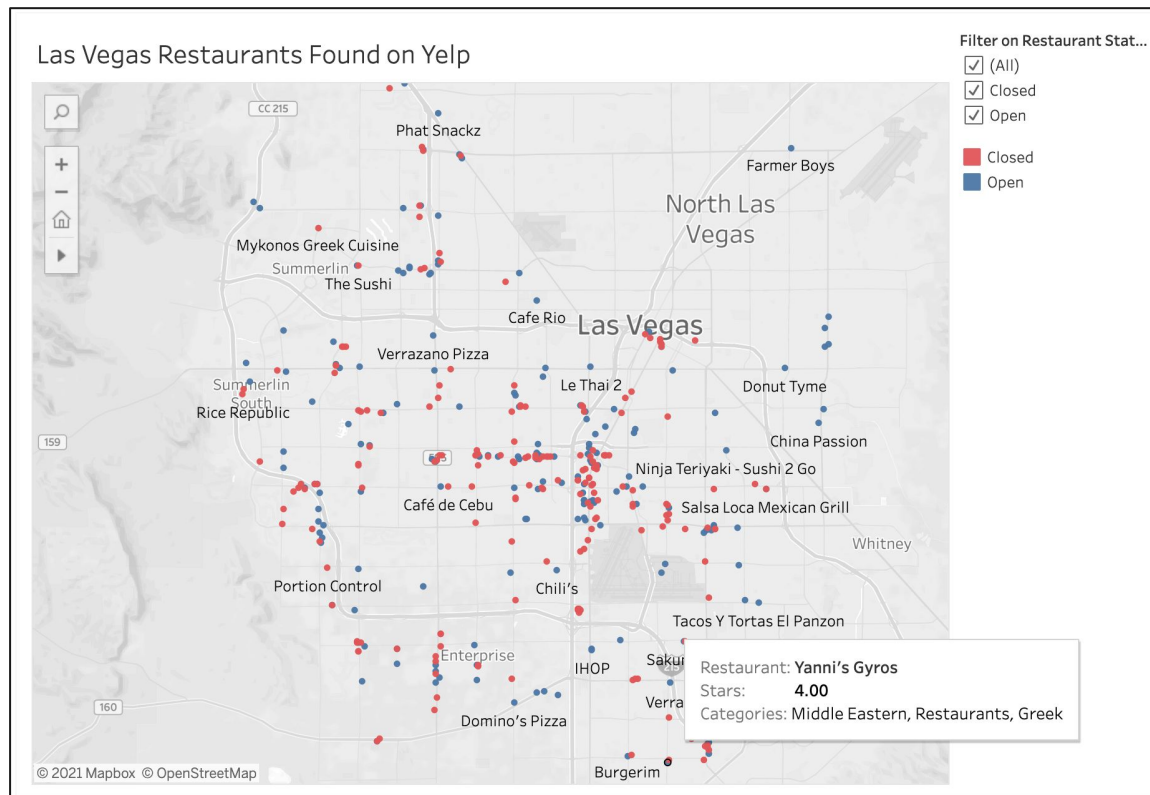 Las Vegas Restaurants Found on Yelp
Filter on Restaurant Stat...
(All)
Closed
Open
Closed
Open
CC 215
Phat Snackz
Farmer Boys
North Las
Vegas
Mykonos Greek Cuisine
Summerlin
The Sushi
Cafe Rio
Las Vegas
Verrazano Pizza
Le Thai 2
Donut Tyme
Summerlin
South
Rice Republic
159
China Passion
Ninja Teriyaki - Sushi 2 Go
Café de Cebu
Salsa Loca Mexican Grill
Whitney
Portion Control
Chili's
Tacos Y Tortas El Panzon
Enterprise
IHOP
215
Restaurant: Yanni's Gyros
Stars: 4.00
Categories: Middle Eastern, Restaurants, Greek
160
Domino's Pizza
Burgerim
© 2021 Mapbox © OpenStreetMap